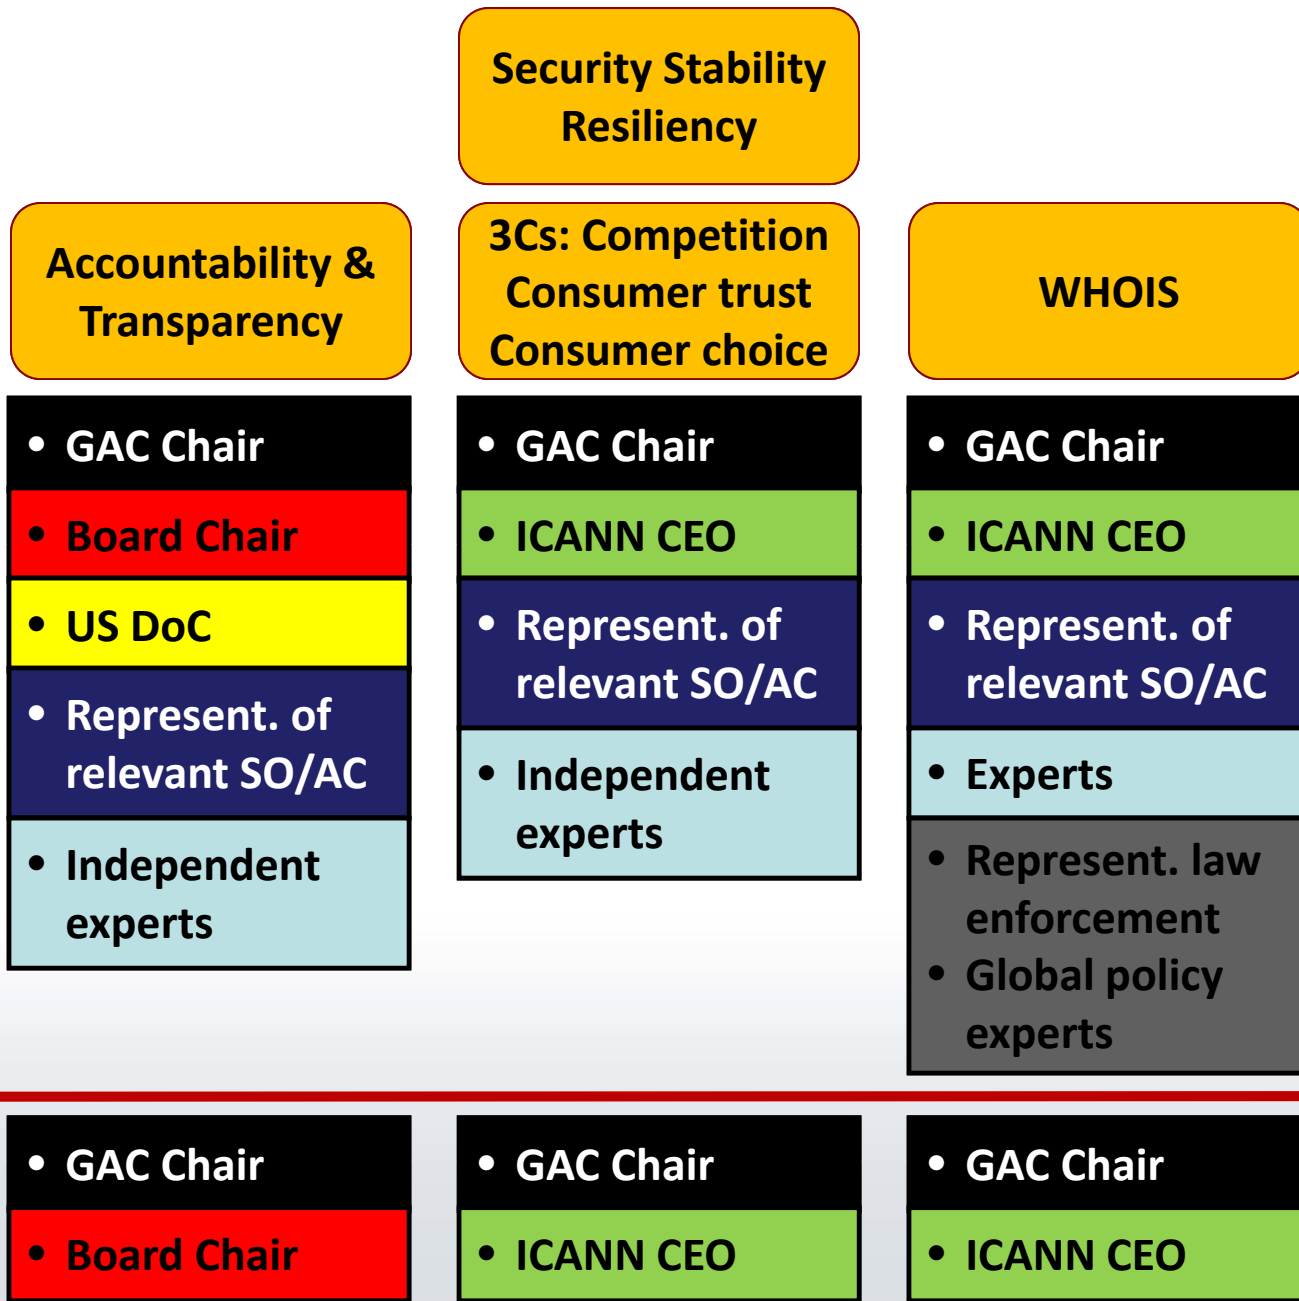 Security Stability
Resiliency
Accountability &
Transparency
3Cs: Competition
Consumer trust
Consumer choice
WHOIS
• GAC Chair
• Board Chair
• US DoC
• Represent. of
relevant SO/AC
• Independent
experts
• GAC Chair
• ICANN CEO
• Represent. of
relevant SO/AC
• Independent
experts
• GAC Chair
• ICANN CEO
• Represent. of
relevant SO/AC
• Experts
• Represent. law
enforcement
• Global policy
experts
• GAC Chair
• Board Chair
• GAC Chair
• ICANN CEO
• GAC Chair
• ICANN CEO